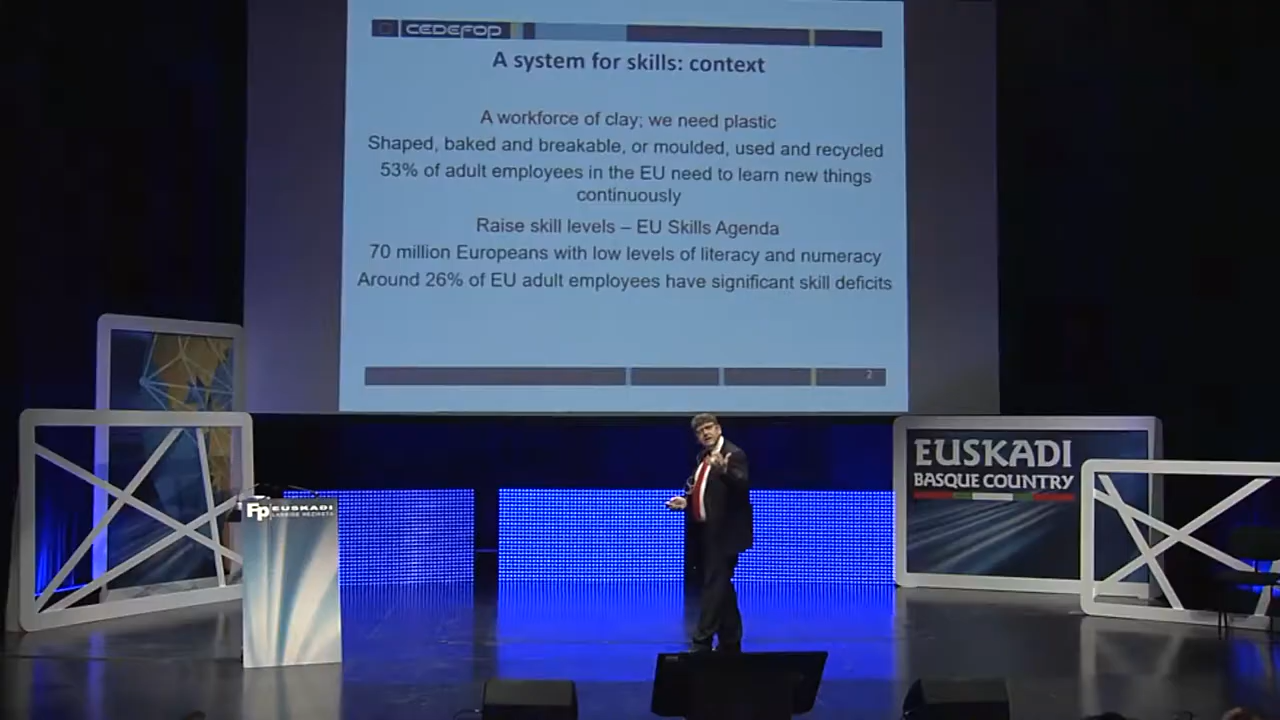 CEDEFOP
A system for skills: context
A workforce of clay; we need plastic
Shaped, baked and breakable, or moulded, used and recycled
53% of adult employees in the EU need to learn new things
continuously
Raise skill levels – EU Skills Agenda
70 million Europeans with low levels of literacy and numeracy
Around 26% of EU adult employees have significant skill deficits
2
EUSKADI
BASQUE COUNTRY
Fp EUSKADI
LANBIDE HEZIKETA